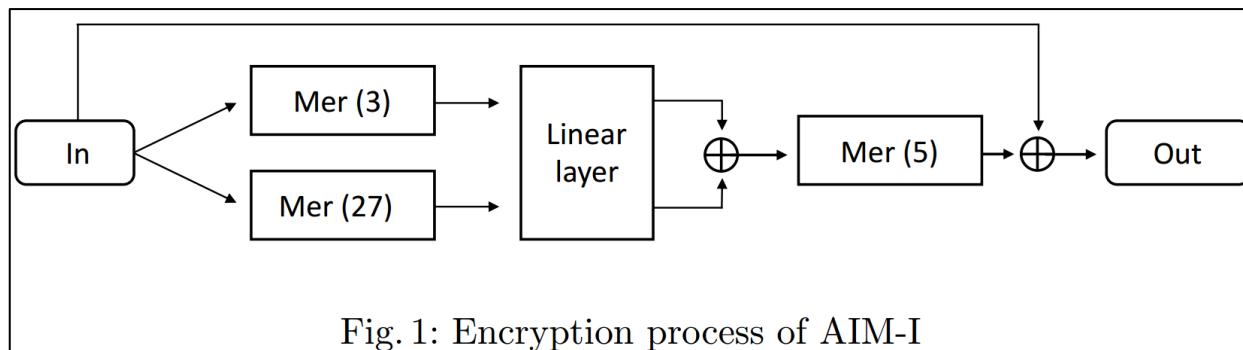 In
Mer (3)
Mer (27)
Linear
layer
Mer (5)
Out
Fig. 1: Encryption process of AIM-I